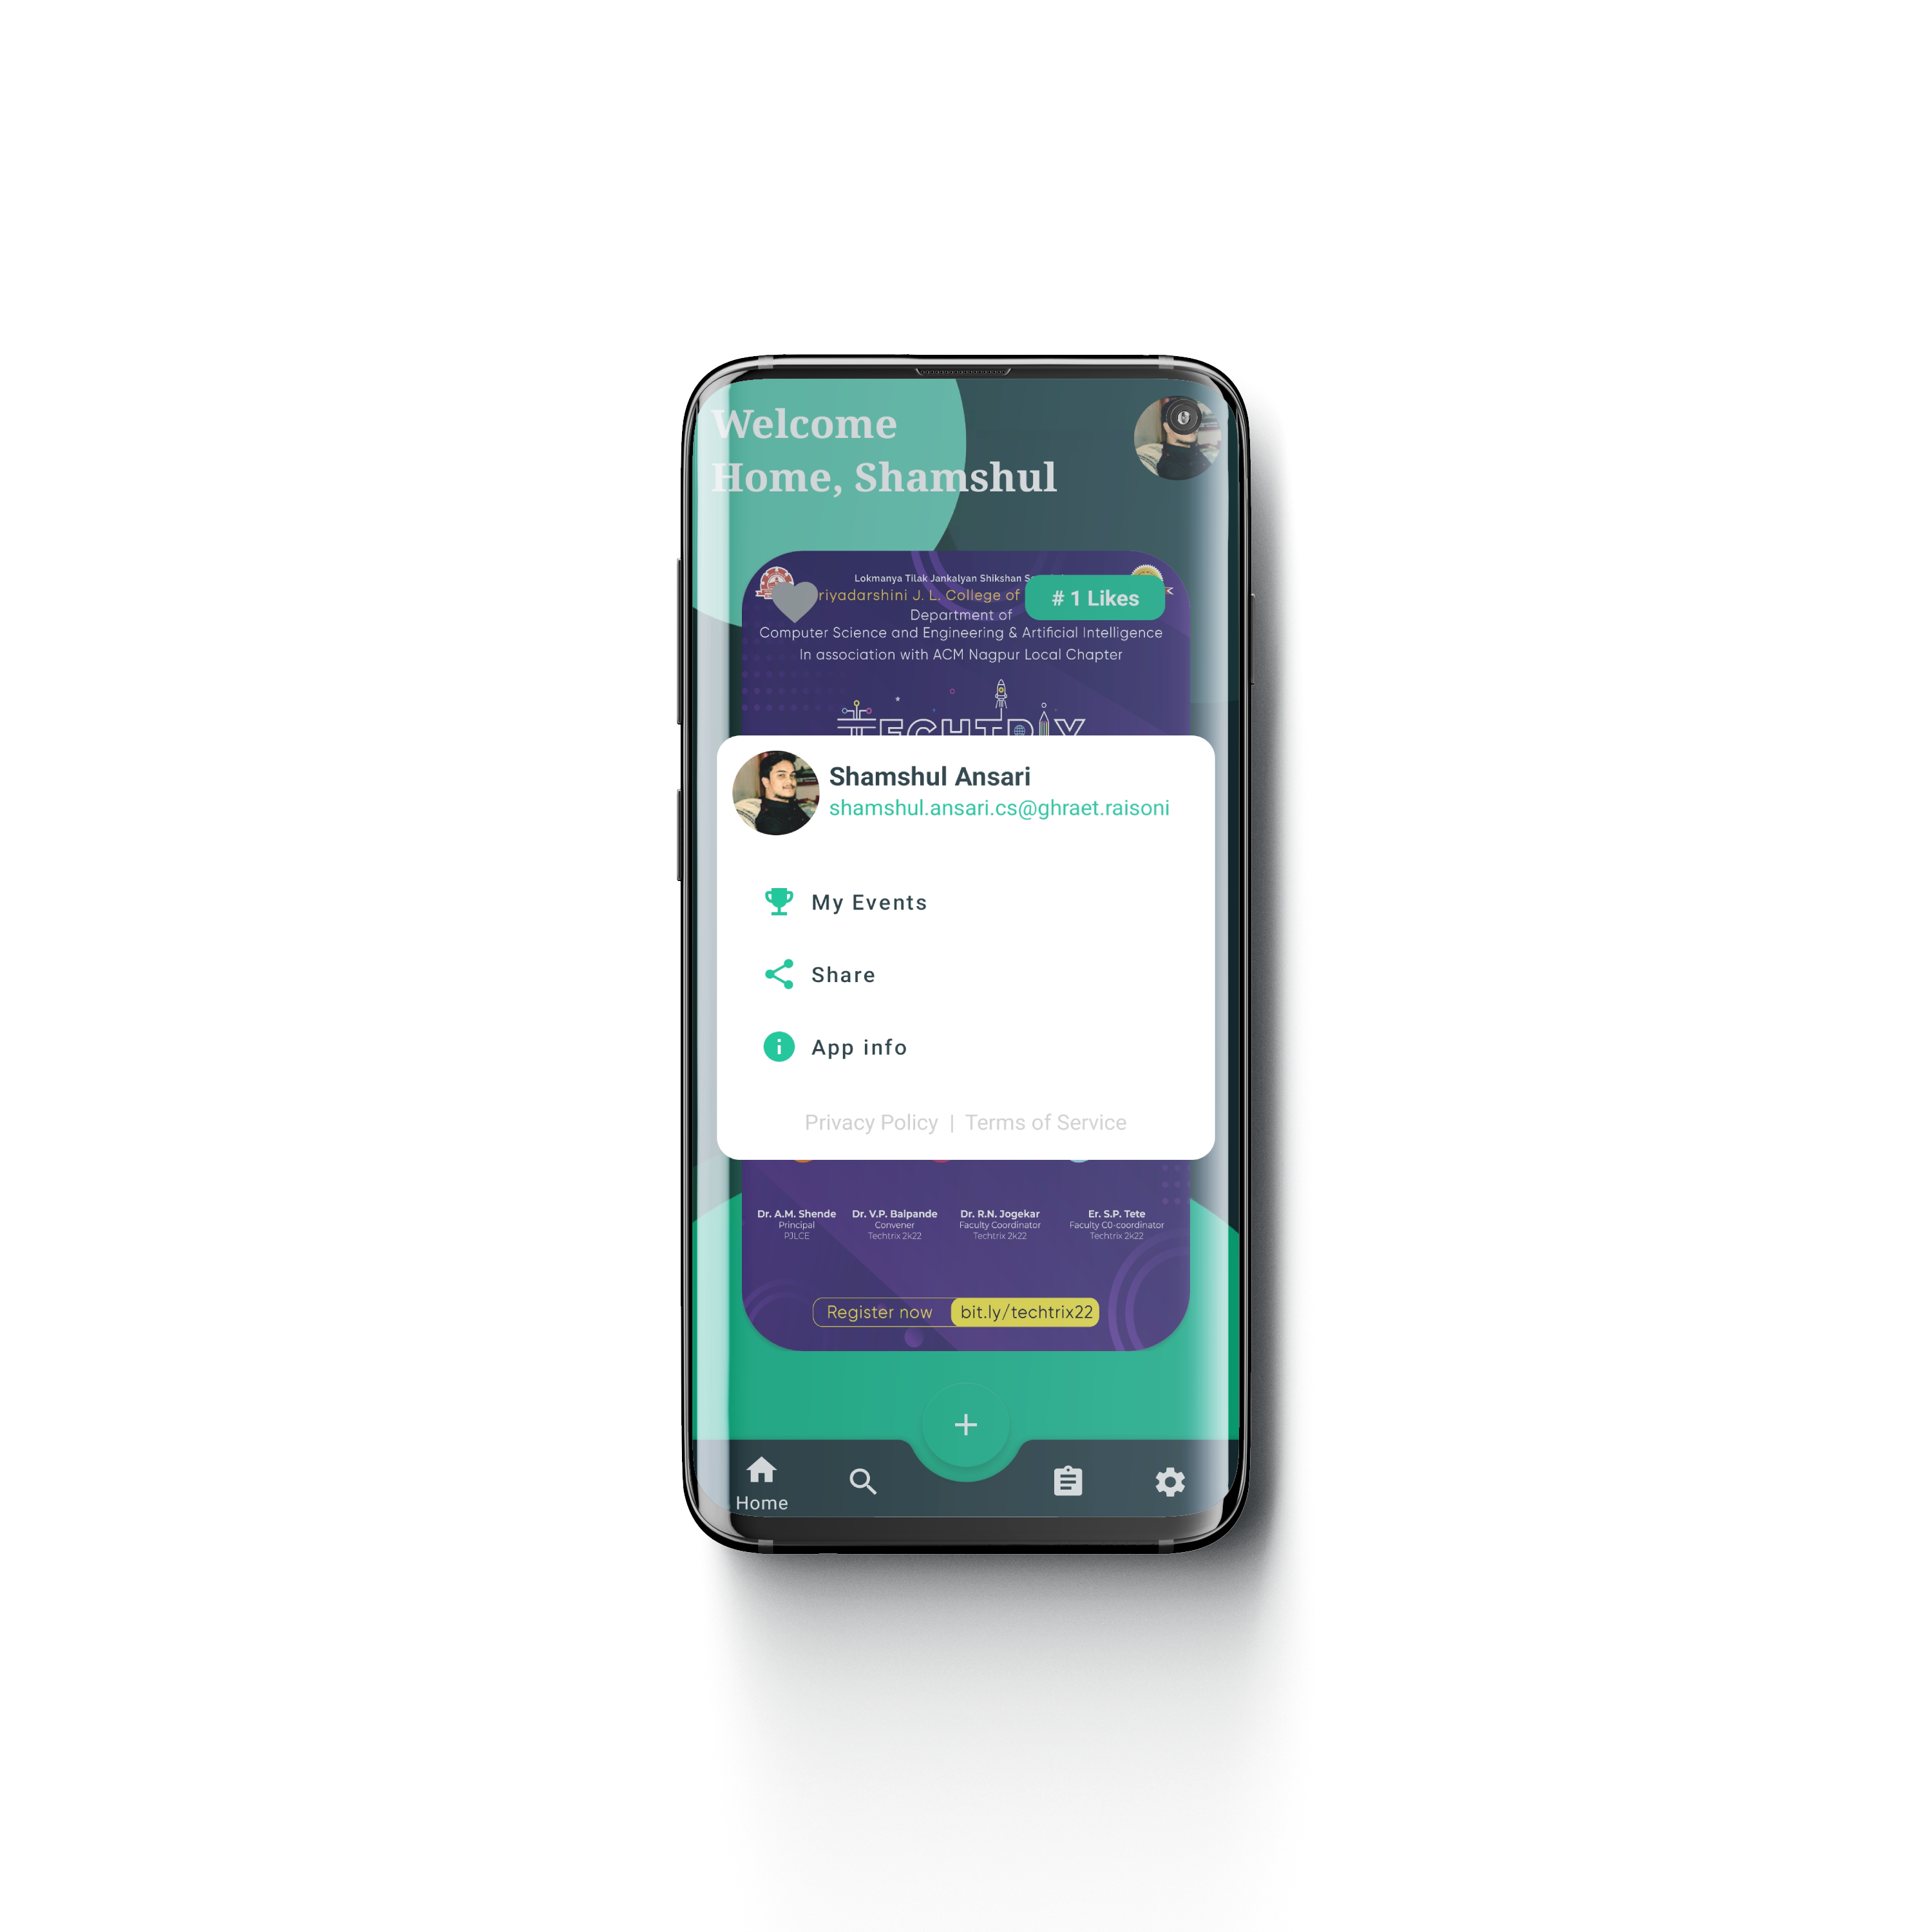 Welcome
Home, Shamshul
Lokmanya Tilak Jankalyan Shikshan
riyadarshini J. L. College of
# 1 Likes
Department of
Computer Science and Engineering & Artificial Intelligence
In association with ACM Nagpur Local Chapter
TECHTRIX
Shamshul Ansari
shamshul.ansari.cs@ghraet.raisoni
My Events
Share
App info
Privacy Policy | Terms of Service
Dr. A.M. Shende Dr. V.P. Balpande Dr. R.N. Jogekar Er. S.P. Tete
Principal Convener Faculty Coordinator Faculty C0-coordinator
PJLCE Techtrix 2k22 Techtrix 2k22 Techtrix 2k22
Register now bit.ly/techtrix22
Home